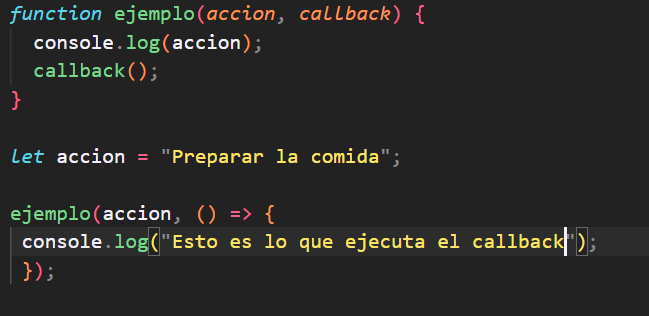 function ejemplo(accion, callback) {
  console.log(accion);
  callback();
}

let accion = "Preparar la comida";

ejemplo(accion, () => {
 console.log("Esto es lo que ejecuta el callback");
 });